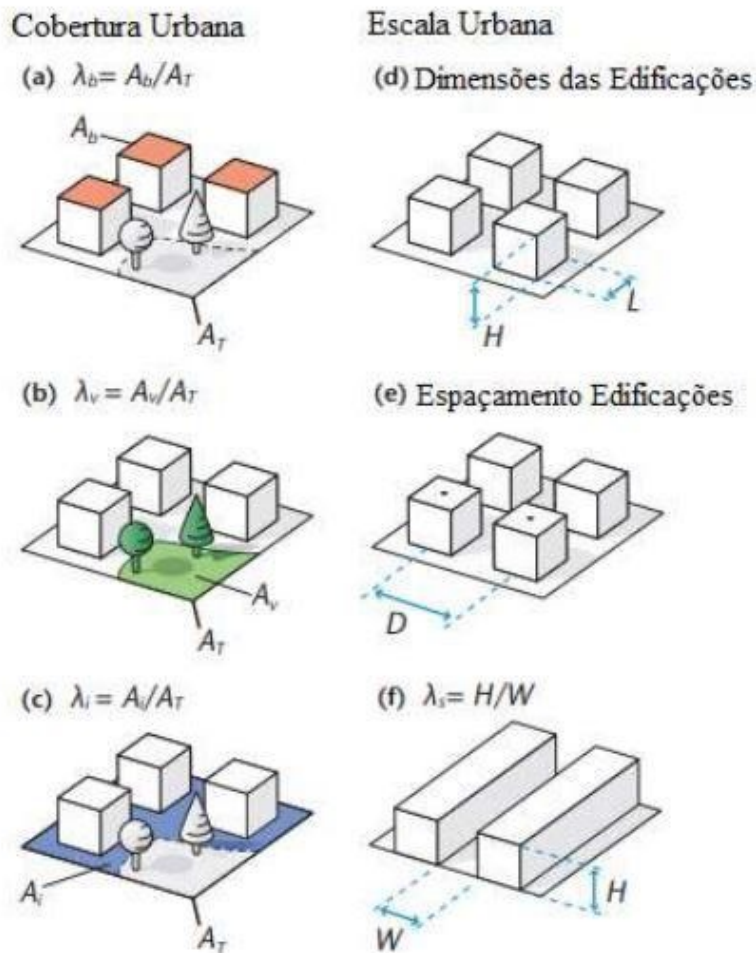 Cobertura Urbana
(a) λb = Ab/AT
Ab
AT
(b) λv = Av/AT
Av
AT
(c) λi = Ai/AT
Ai
AT
Escala Urbana
(d) Dimensões das Edificações
H
L
(e) Espaçamento Edificações
D
(f) λs = H/W
W
H